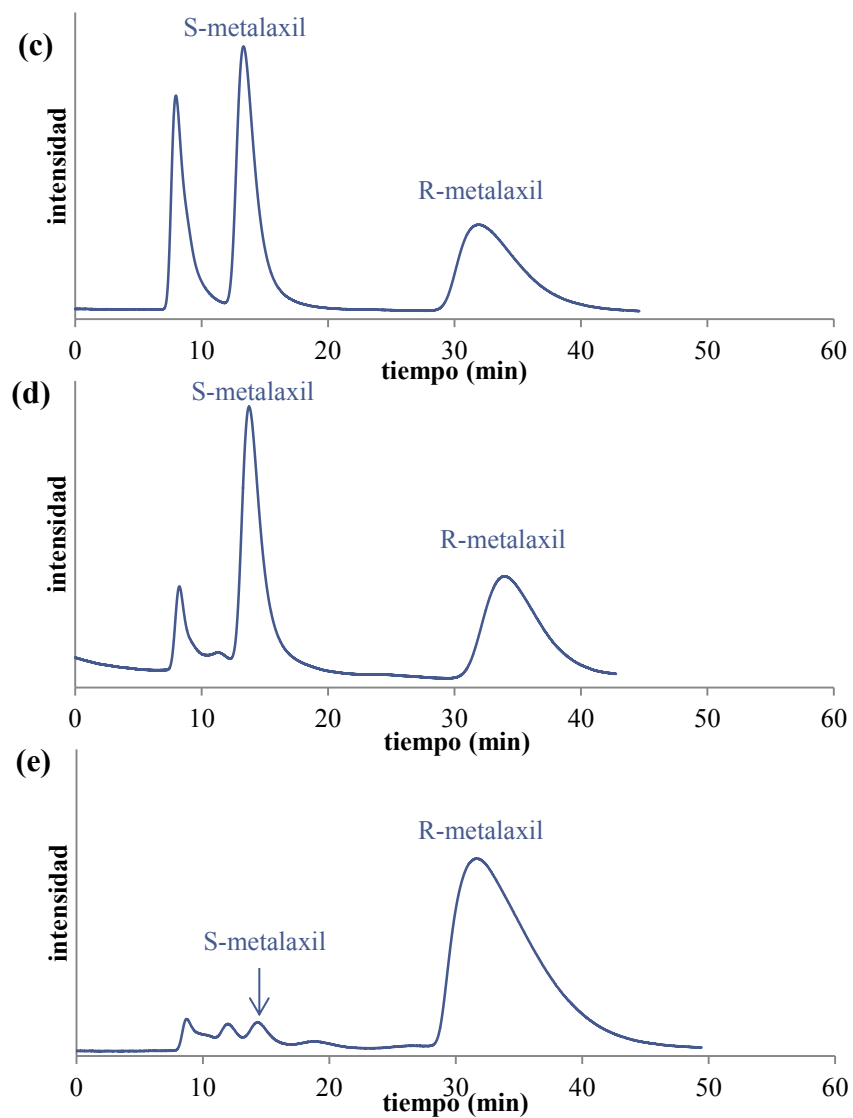 (c)
S-metalaxil
R-metalaxil
intensidad
0 10 20 30 40 50 60
tiempo (min)
(d)
S-metalaxil
R-metalaxil
intensidad
0 10 20 30 40 50 60
tiempo (min)
(e)
R-metalaxil
S-metalaxil
intensidad
0 10 20 30 40 50 60
tiempo (min)